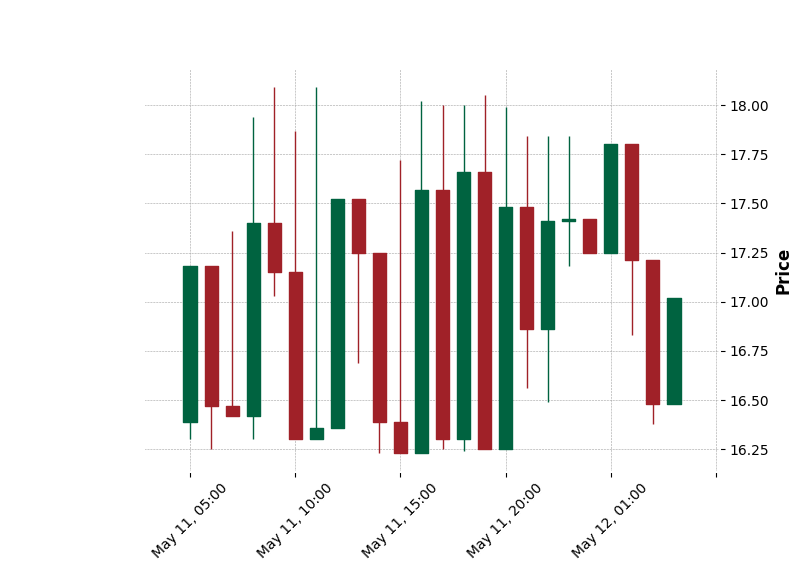 18.00
17.75
17.50
17.25
17.00
16.75
16.50
16.25
Price
May 11, 05:00
May 11, 10:00
May 11, 15:00
May 11, 20:00
May 12, 01:00